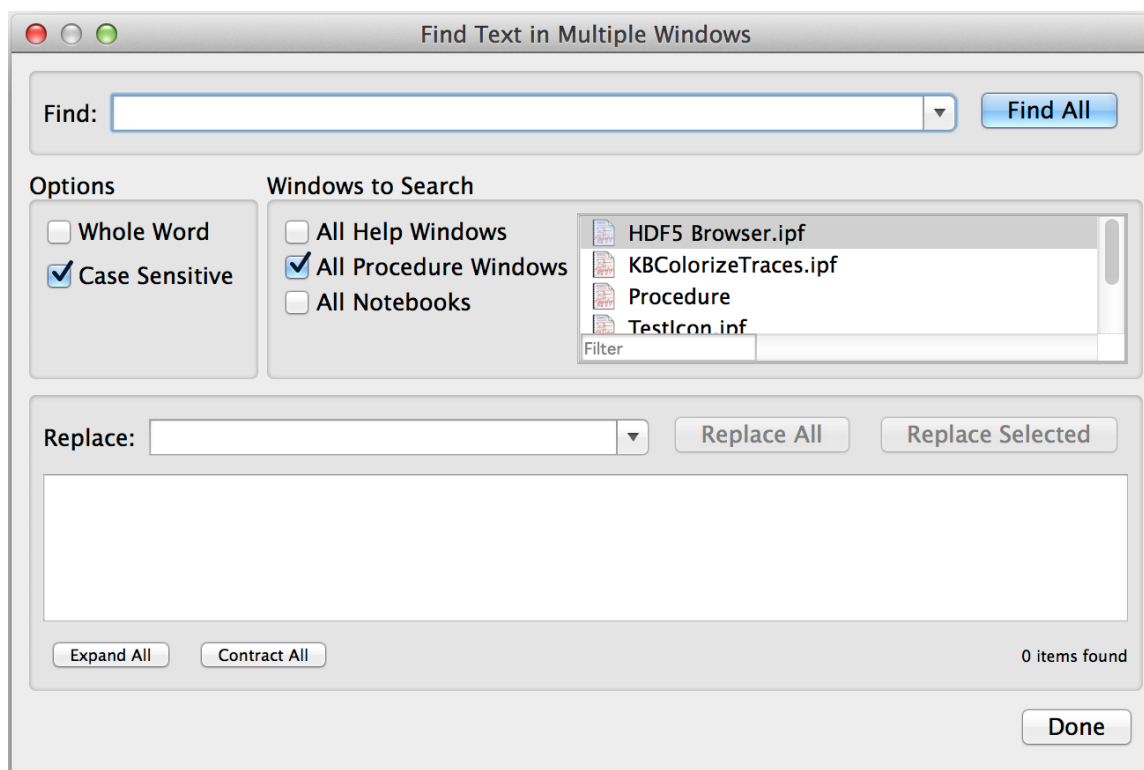 Find Text in Multiple Windows
Find:
Find All
Options
Windows to Search
Whole Word
Case Sensitive
All Help Windows
All Procedure Windows
All Notebooks
HDF5 Browser.ipf
KBColorizeTraces.ipf
Procedure
TestIcon.ipf
Filter
Replace:
Replace All
Replace Selected
Expand All
Contract All
0 items found
Done